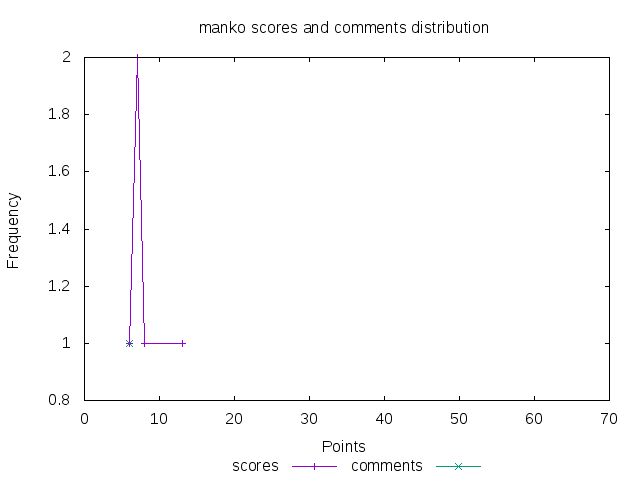 manko scores and comments distribution
2
1.8
1.6
1.4
1.2
1
0.8
Frequency
0 10 20 30 40 50 60 70
Points
scores comments